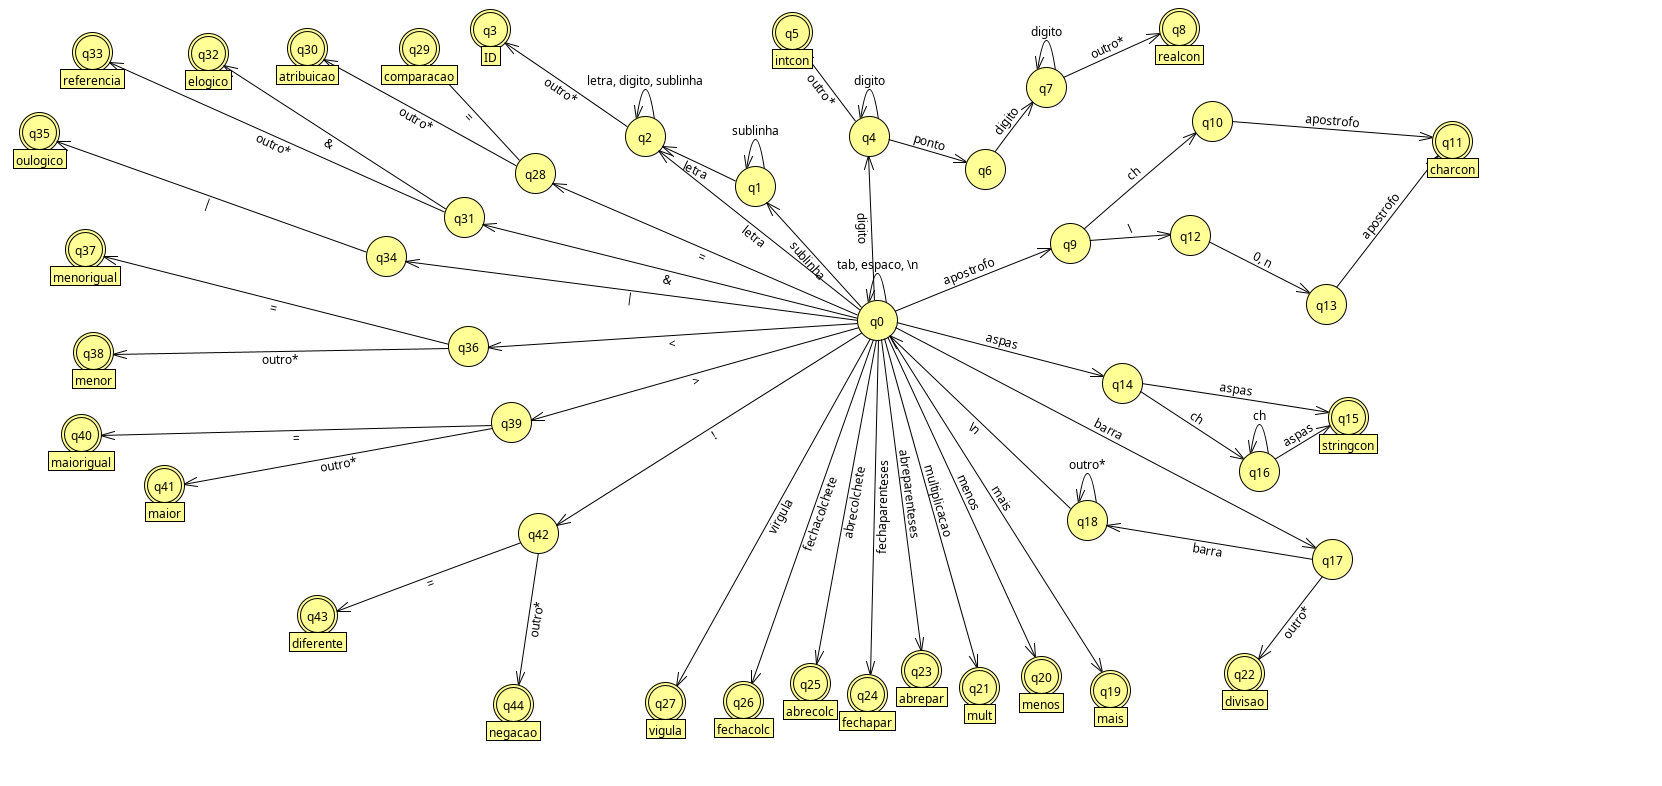 q33
referencia
q32
elogico
q30
atribuicao
q29
comparacao
q3
ID
q5
intcon
q8
realcon
digito
outro*
q7
letra, digito, sublinha
outro*
digito
outro*
q35
oulogico
outro*
&
outro*
=
q2
sublinha
q4
ponto
digito
q10
apostrofo
q11
charcon
q28
letra
q1
q6
ch
/
q31
letra
sublinha
digito
apostrofo
q37
menorigual
q34
=
&
|
tab, espaco, \n
apostrofo
q9
\
q12
0, n
q13
=
q0
q38
menor
outro*
q36
<
>
aspas
q14
aspas
q15
stringcon
q40
maiorigual
=
q39
!
\n
barra
ch
ch
aspas
q16
q41
maior
outro*
outro*
q18
barra
q17
q42
virgula
fechacolchete
abrecolchete
fechaparenteses
abreparenteses
multiplicacao
menos
mais
=
outro*
outro*
q43
diferente
q44
negacao
q27
vigula
q26
fechacolc
q25
abrecolc
q24
fechapar
q23
abrepar
q21
mult
q20
menos
q19
mais
q22
divisao